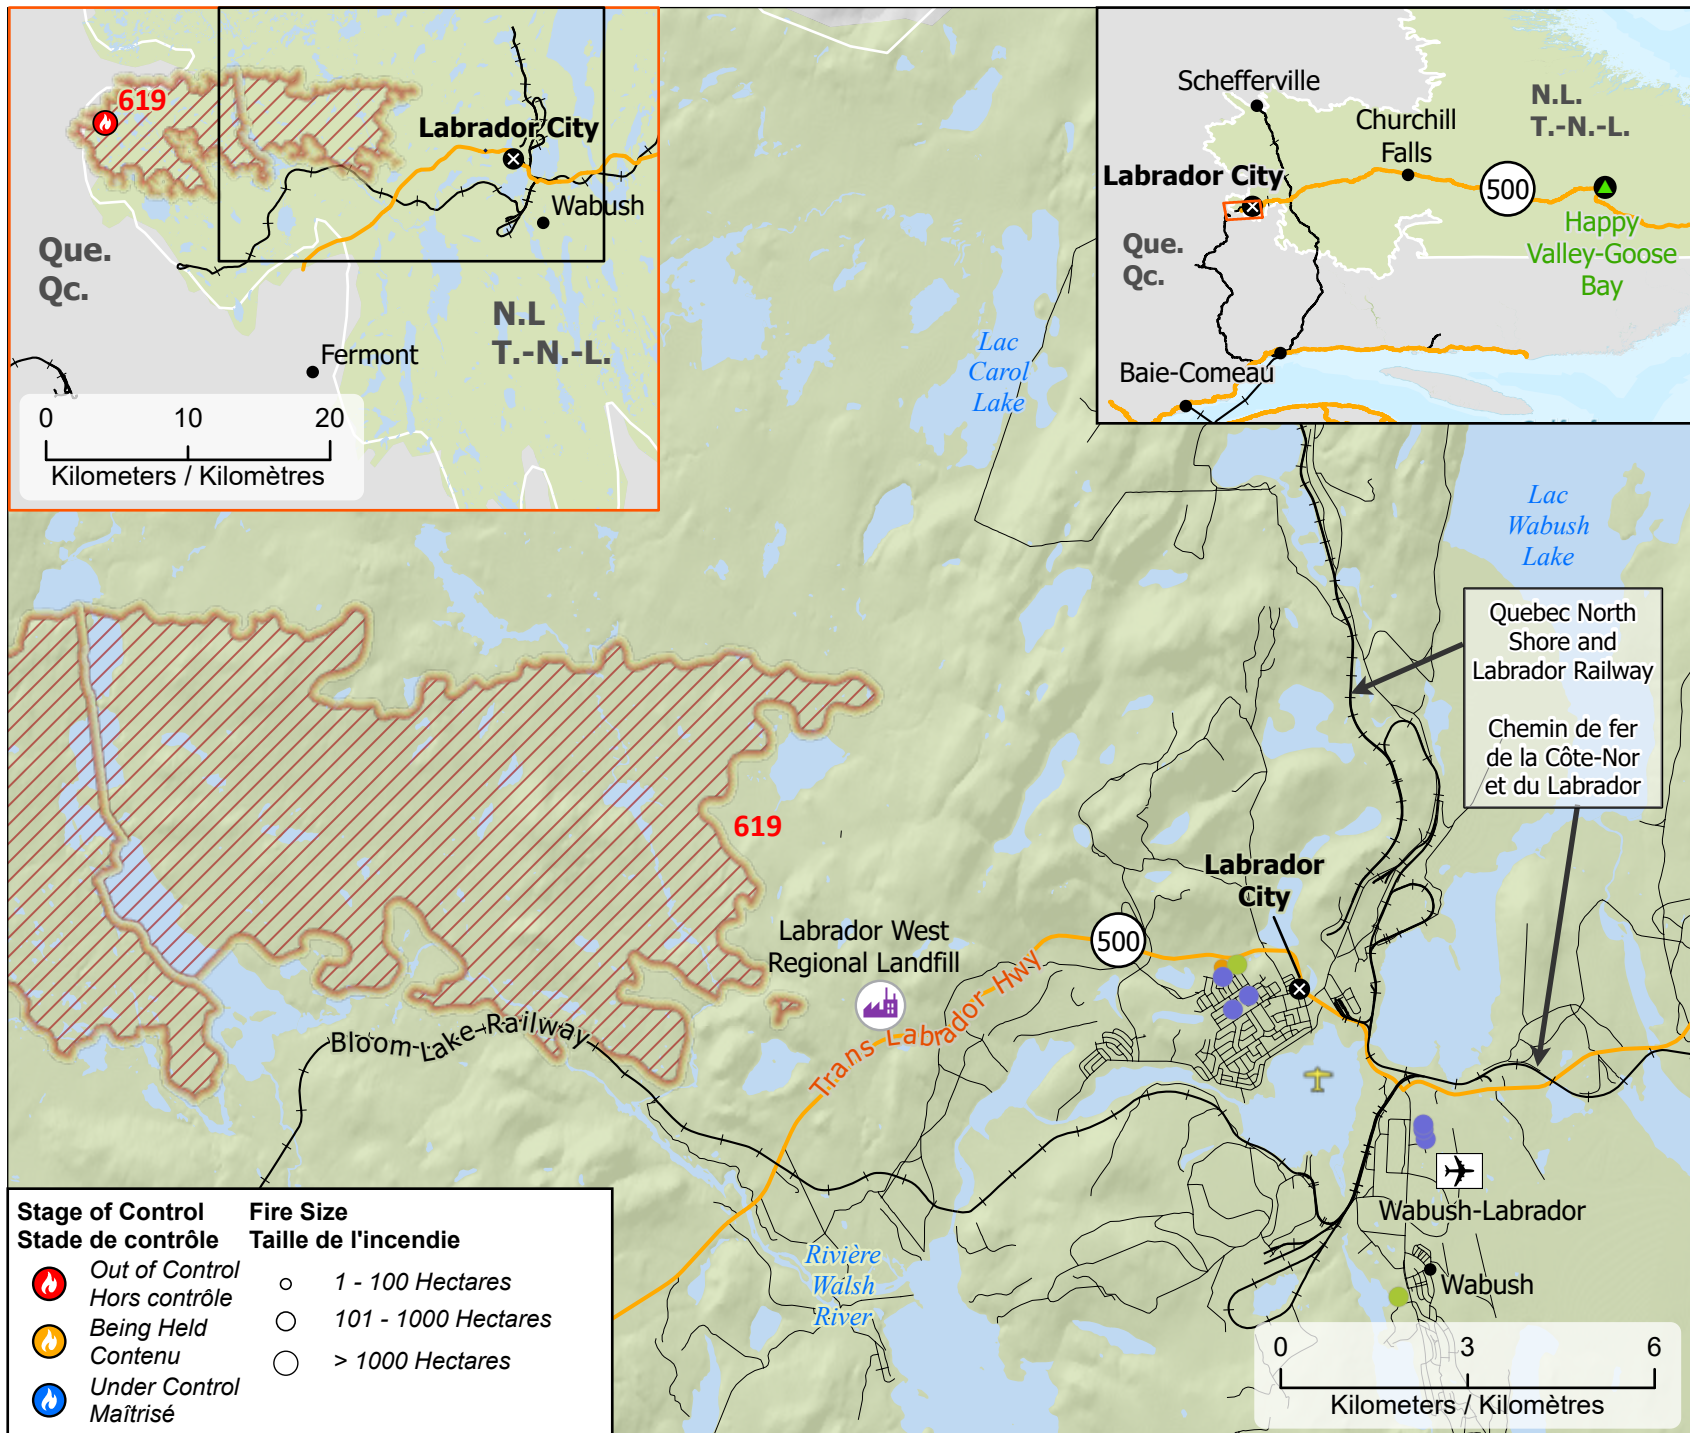 619
Labrador City
Wabush
Que.
Qc.
N.L
T.-N.-L.
Fermont
0 10 20
Kilometers / Kilomètres
Schefferville
N.L.
T.-N.-L.
Churchill
Falls
Labrador City
500
Happy
Valley-Goose
Bay
Que.
Qc.
Baie-Comeau
Lac
Carol
Lake
Lac
Wabush
Lake
Quebec North
Shore and
Labrador Railway
Chemin de fer
de la Côte-Nor
et du Labrador
619
Labrador
City
Labrador West
Regional Landfill
500
Trans Labrador Hwy
Bloom Lake Railway
Wabush-Labrador
Wabush
Rivière
Walsh
River
Stage of Control
Stade de contrôle
Out of Control
Hors contrôle
Being Held
Contenu
Under Control
Maîtrisé
Fire Size
Taille de l'incendie
1 - 100 Hectares
101 - 1000 Hectares
> 1000 Hectares
0 3 6
Kilometers / Kilomètres